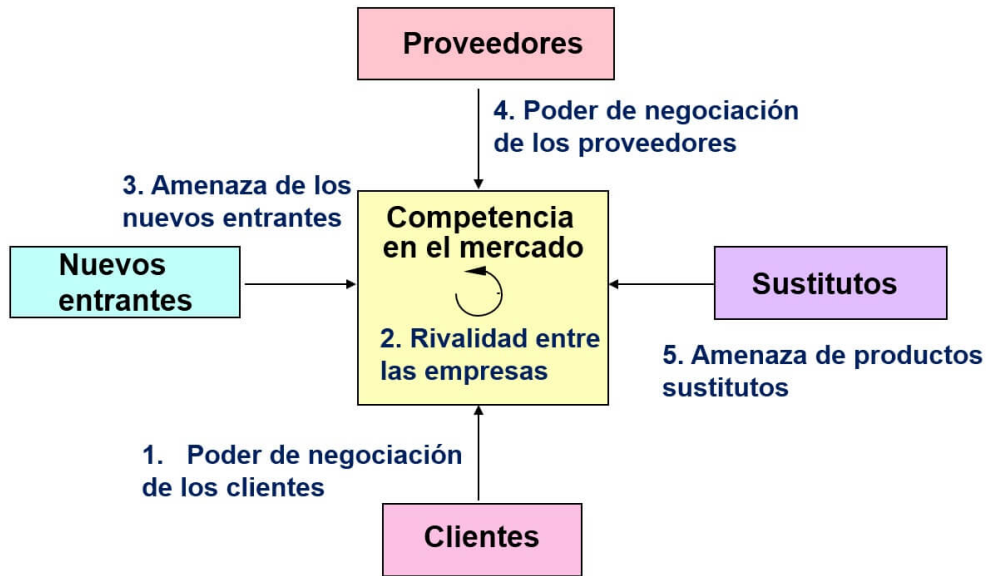 Proveedores
4. Poder de negociación
de los proveedores
3. Amenaza de los
nuevos entrantes
Competencia
en el mercado
Nuevos
entrantes
Sustitutos
2. Rivalidad entre
las empresas
5. Amenaza de productos
sustitutos
1. Poder de negociación
de los clientes
Clientes